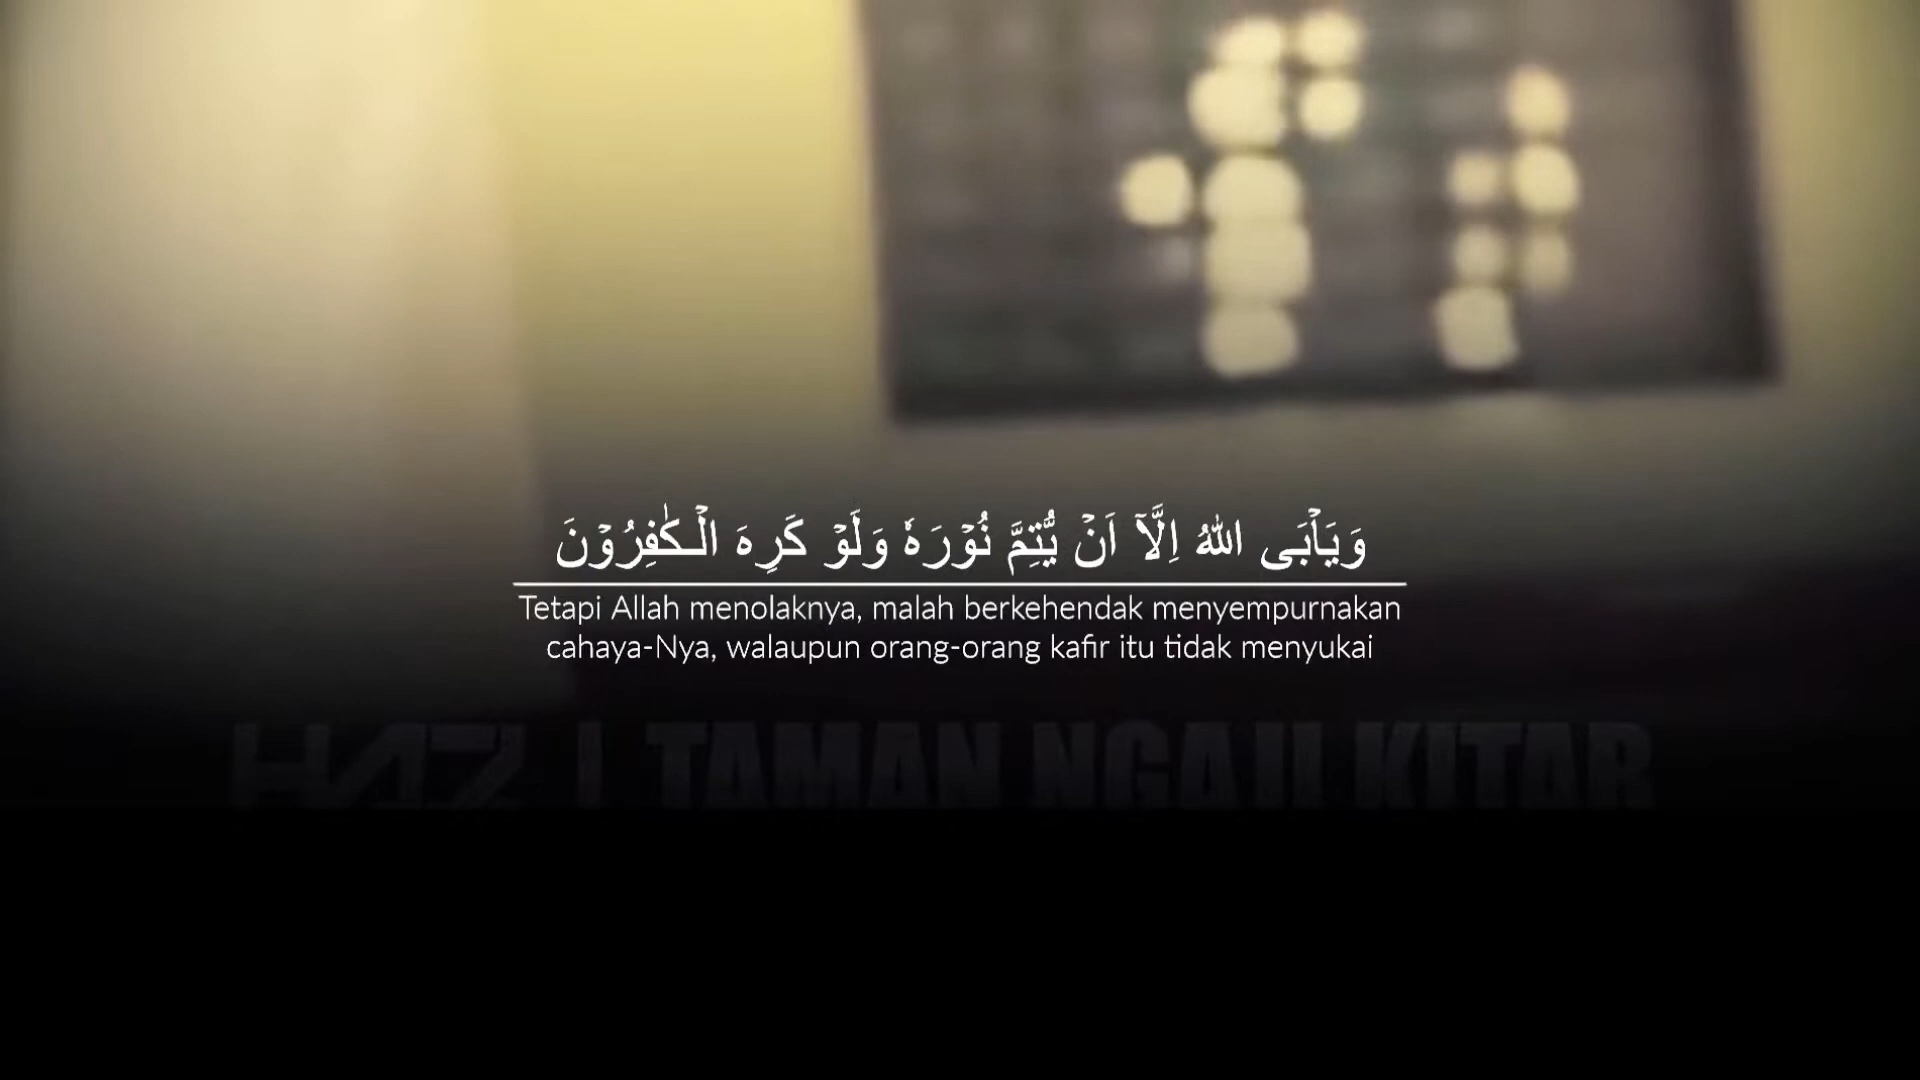 وَيَأْبَى اللّٰهُ اِلَّآ اَنْ يُّتِمَّ نُوْرَهٗ وَلَوْ كَرِهَ الْـكٰفِرُوْنَ
Tetapi Allah menolaknya, malah berkehendak menyempurnakan
cahaya-Nya, walaupun orang-orang kafir itu tidak menyukai
TAMAN NGAJI KITAB